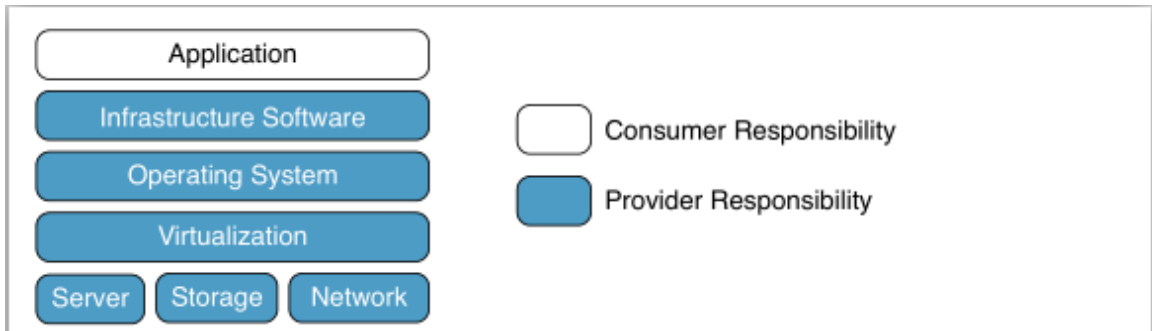 Application
Infrastructure Software
Operating System
Virtualization
Server Storage Network
Consumer Responsibility
Provider Responsibility